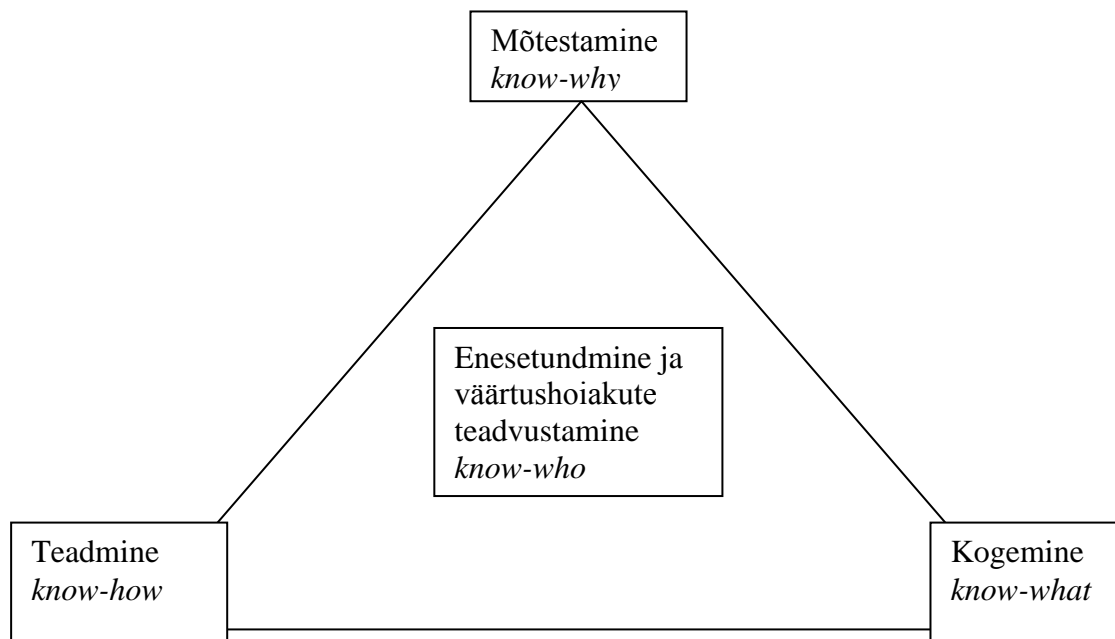 Mõtestamine
know-why
Enesetundmine ja
väärtushoiakute
teadvustamine
know-who
Teadmine
know-how
Kogemine
know-what